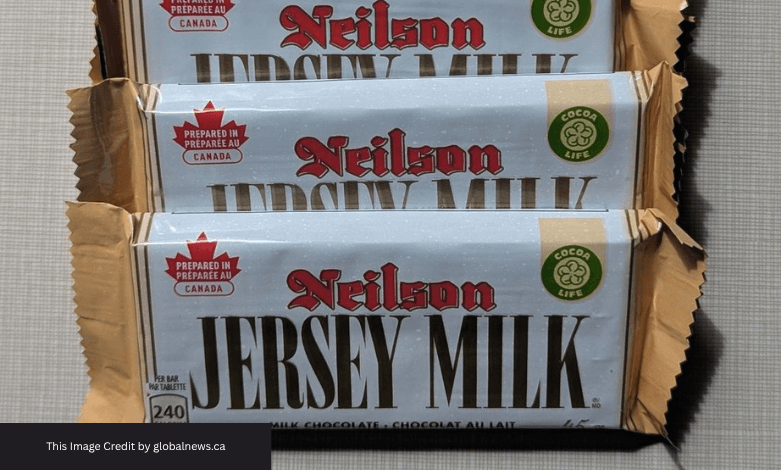 PREPARED IN
PRÉPARÉE AU
CANADA
Neilson
COCOA
LIFE
JERSEY MILK
PREPARED IN
PRÉPARÉE AU
CANADA
Neilson
COCOA
LIFE
JERSEY MILK
PREPARED IN
PRÉPARÉE AU
CANADA
Neilson
COCOA
LIFE
JERSEY MILK
PER BAR
PAR TABLETTE
240
MILK CHOCOLATE • CHOCOLAT AU LAIT
This Image Credit by globalnews.ca